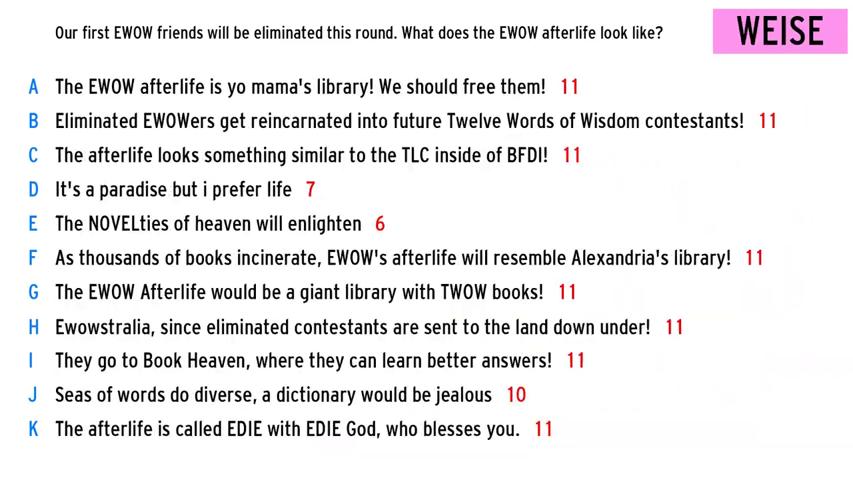 Our first EWOW friends will be eliminated this round. What does the EWOW afterlife look like?
WEISE
A The EWOW afterlife is yo mama's library! We should free them! 11
B Eliminated EWOWers get reincarnated into future Twelve Words of Wisdom contestants! 11
C The afterlife looks something similar to the TLC inside of BFDI! 11
D It's a paradise but i prefer life 7
E The NOVELties of heaven will enlighten 6
F As thousands of books incinerate, EWOW's afterlife will resemble Alexandria's library! 11
G The EWOW Afterlife would be a giant library with TWOW books! 11
H Ewowstralia, since eliminated contestants are sent to the land down under! 11
I They go to Book Heaven, where they can learn better answers! 11
J Seas of words do diverse, a dictionary would be jealous 10
K The afterlife is called EDIE with EDIE God, who blesses you. 11